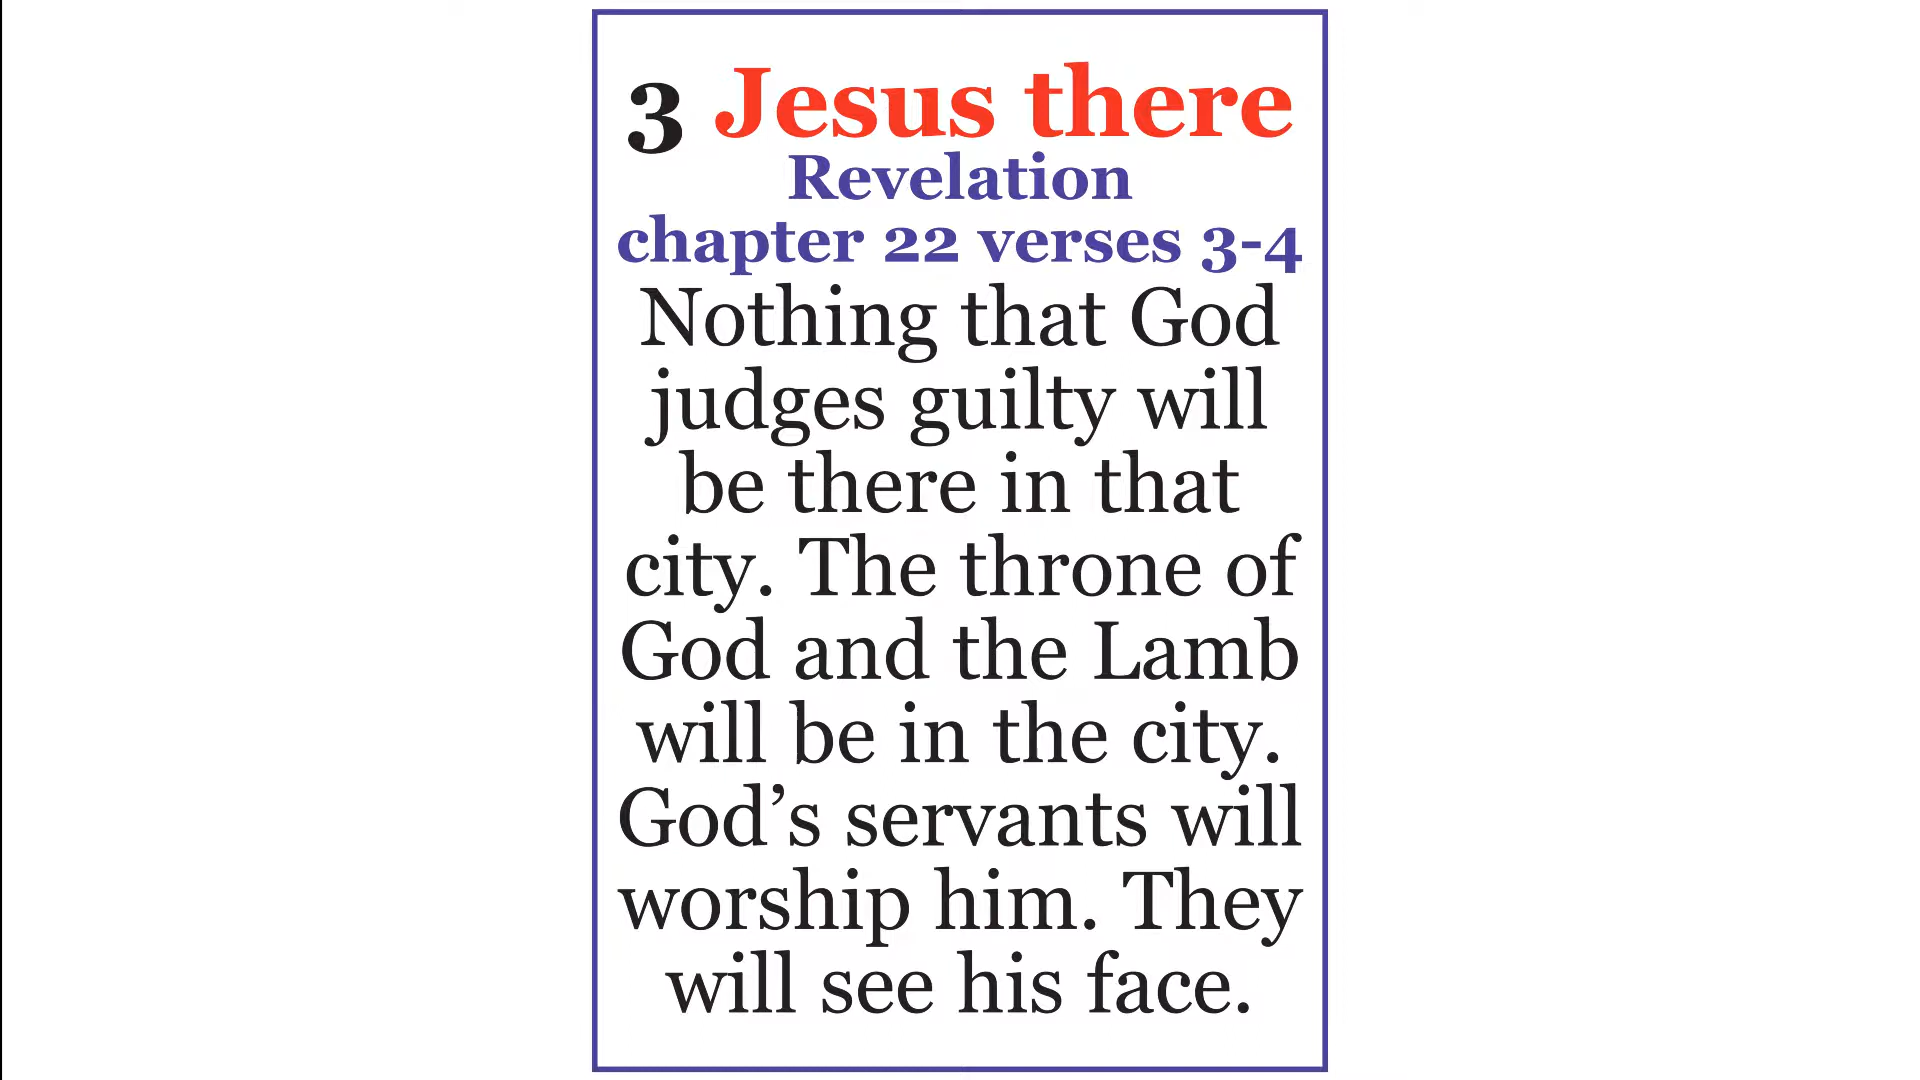 3 Jesus there
Revelation
chapter 22 verses 3-4
Nothing that God
judges guilty will
be there in that
city. The throne of
God and the Lamb
will be in the city.
God’s servants will
worship him. They
will see his face.